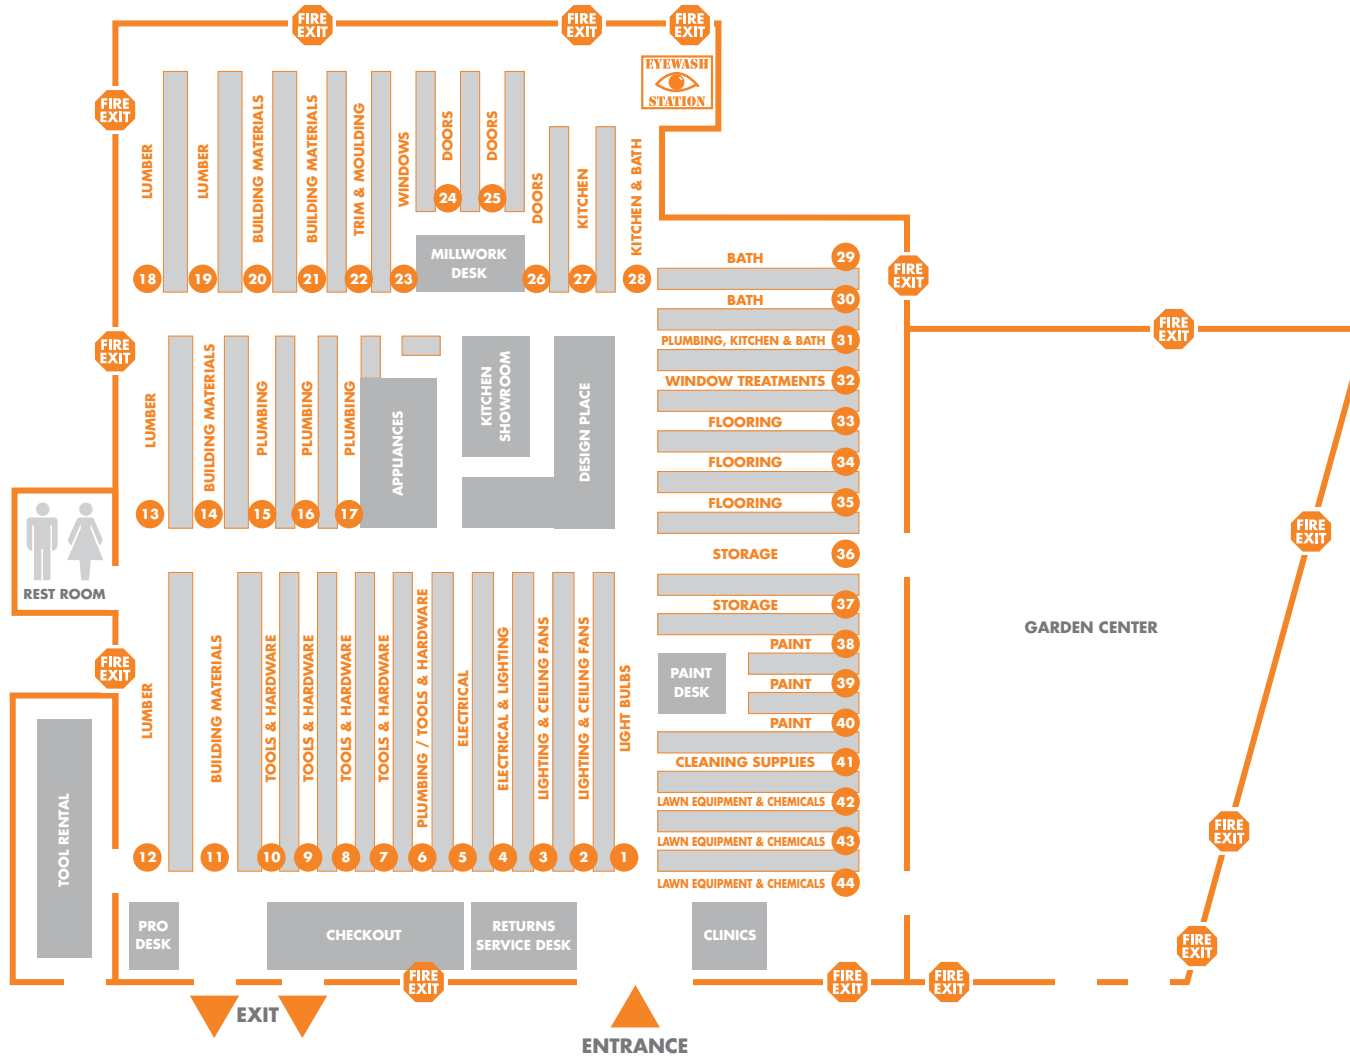 FIRE
EXIT
FIRE
EXIT
FIRE
EXIT
EYEWASH
STATION
FIRE
EXIT
LUMBER
LUMBER
BUILDING MATERIALS
BUILDING MATERIALS
TRIM & MOULDING
WINDOWS
DOORS
DOORS
DOORS
KITCHEN
KITCHEN & BATH
24
25
MILLWORK
DESK
18
19
20
21
22
23
26
27
28
BATH
29
BATH
30
PLUMBING, KITCHEN & BATH
31
WINDOW TREATMENTS
32
FLOORING
33
FLOORING
34
FLOORING
35
STORAGE
36
STORAGE
37
PAINT
38
PAINT
39
PAINT
40
PAINT
DESK
CLEANING SUPPLIES
41
LAWN EQUIPMENT & CHEMICALS
42
LAWN EQUIPMENT & CHEMICALS
43
LAWN EQUIPMENT & CHEMICALS
44
FIRE
EXIT
FIRE
EXIT
FIRE
EXIT
LUMBER
BUILDING MATERIALS
PLUMBING
PLUMBING
PLUMBING
APPLIANCES
KITCHEN
SHOWROOM
DESIGN PLACE
13
14
15
16
17
FIRE
EXIT
REST ROOM
GARDEN CENTER
FIRE
EXIT
LUMBER
BUILDING MATERIALS
TOOLS & HARDWARE
TOOLS & HARDWARE
TOOLS & HARDWARE
TOOLS & HARDWARE
PLUMBING / TOOLS & HARDWARE
ELECTRICAL
ELECTRICAL & LIGHTING
LIGHTING & CEILING FANS
LIGHTING & CEILING FANS
LIGHT BULBS
12
11
10
9
8
7
6
5
4
3
2
1
TOOL RENTAL
FIRE
EXIT
PRO
DESK
CHECKOUT
RETURNS
SERVICE DESK
CLINICS
FIRE
EXIT
FIRE
EXIT
FIRE
EXIT
FIRE
EXIT
EXIT
ENTRANCE